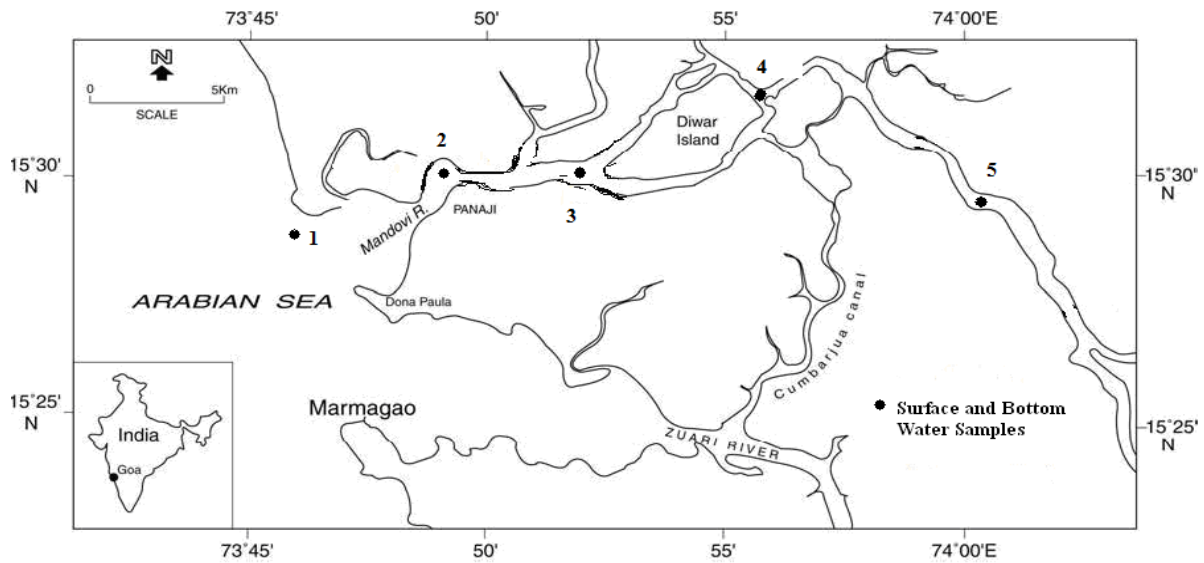 73°45'
50'
55'
74°00'E
N
0
5Km
SCALE
4
Diwar
Island
2
15°30'
N
15°30'
N
5
3
PANAJI
Mandovi R.
1
ARABIAN SEA
Dona Paula
Cumbarjua canal
15°25'
N
Marmagao
Surface and Bottom
Water Samples
15°25'
N
ZUARI RIVER
India
Goa
73°45'
50'
55'
74°00'E